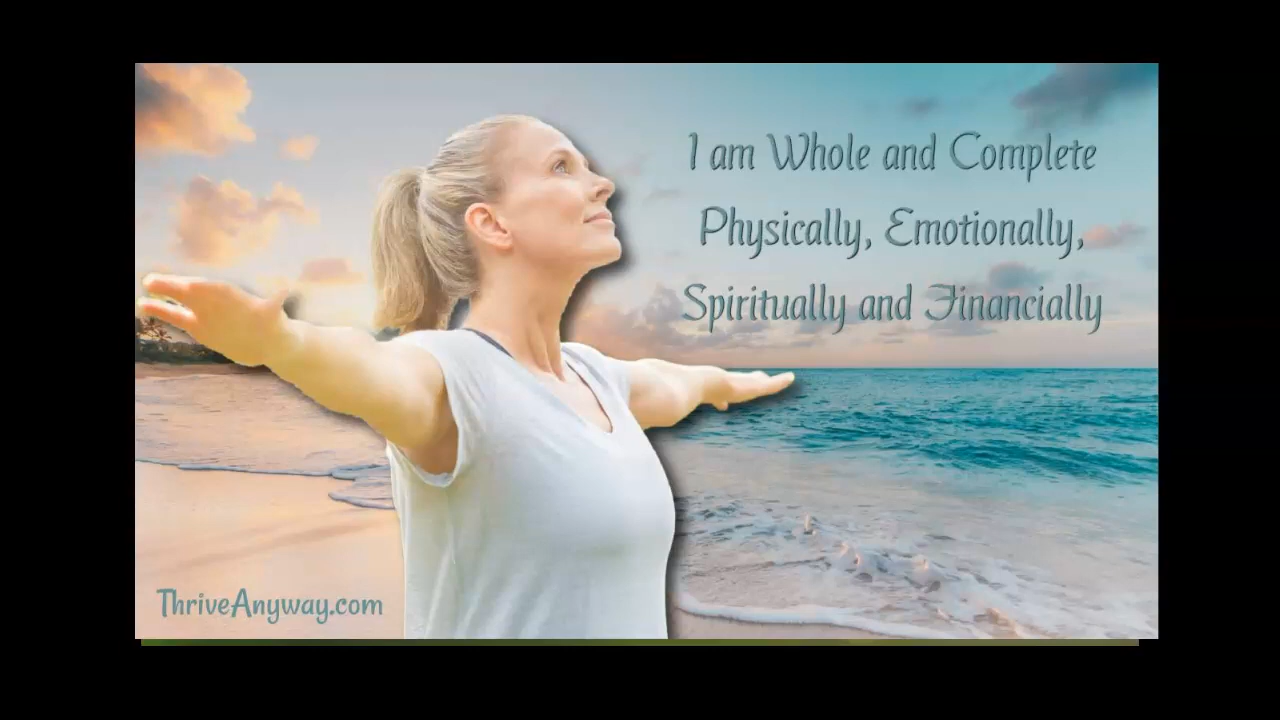 I am Whole and Complete
Physically, Emotionally,
Spiritually and Financially
ThriveAnyway.com